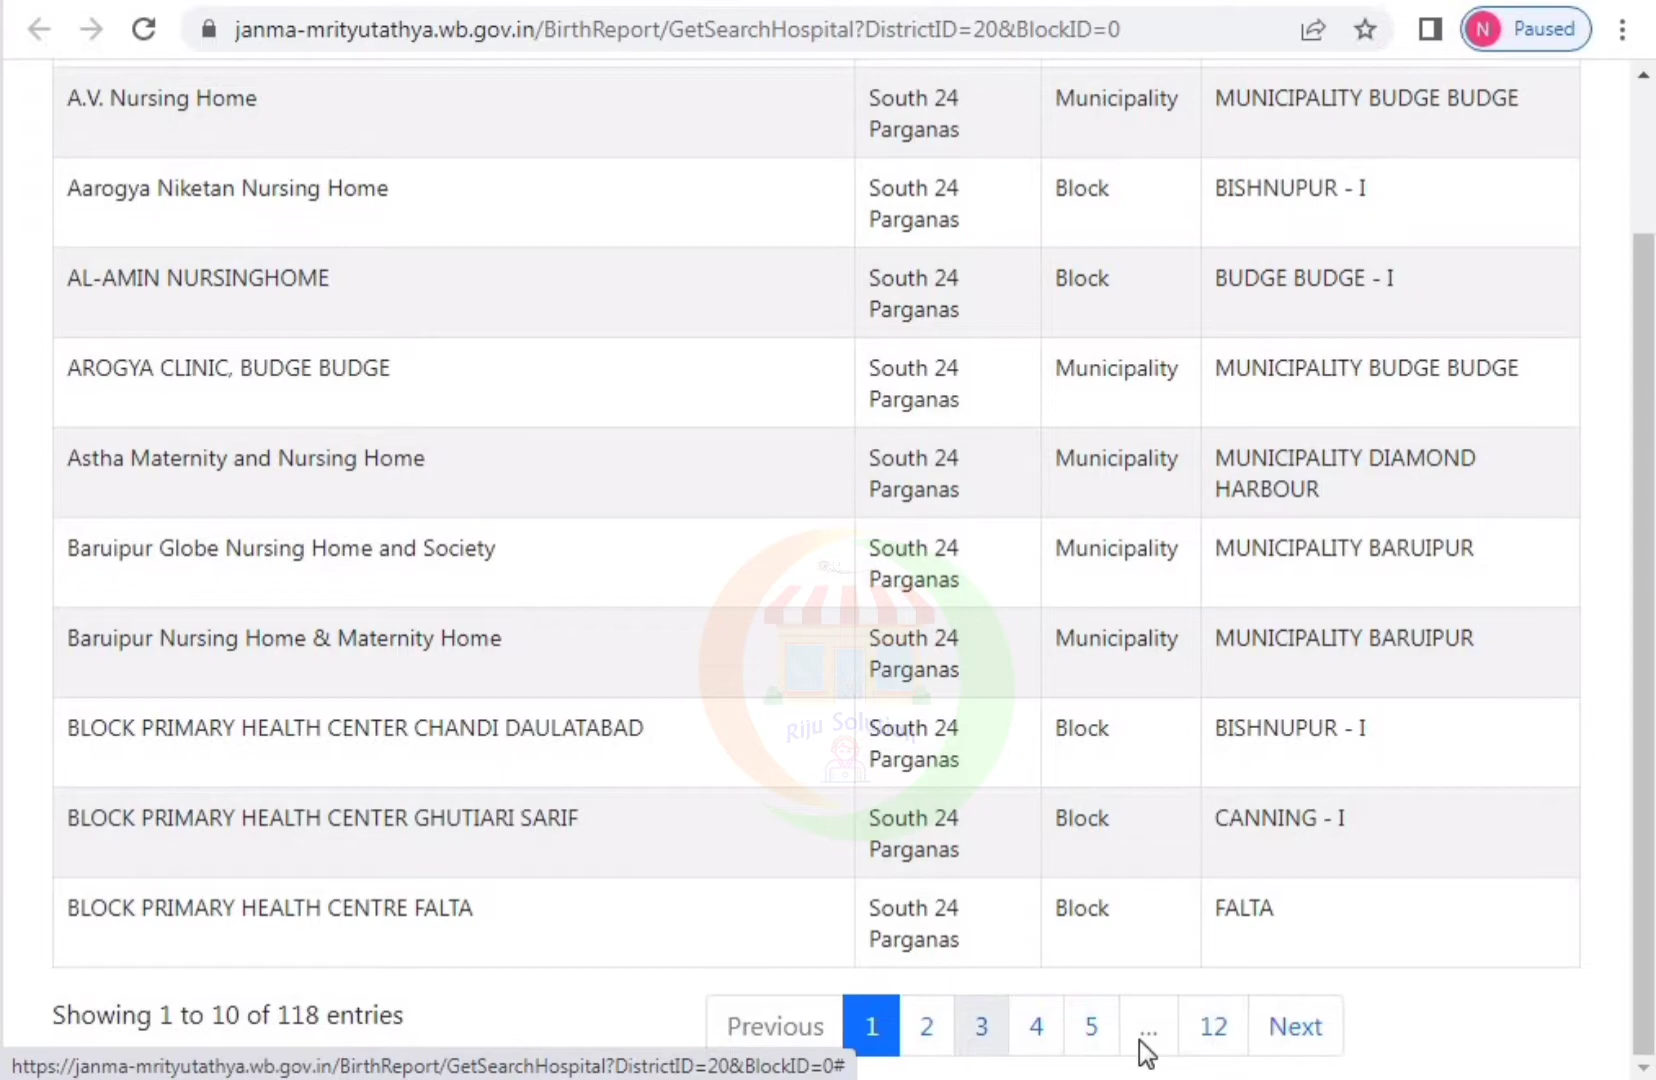 janma-mrityutathya.wb.gov.in/BirthReport/GetSearchHospital?DistrictID=20&BlockID=0
N Paused
A.V. Nursing Home South 24 Parganas Municipality MUNICIPALITY BUDGE BUDGE
Aarogya Niketan Nursing Home South 24 Parganas Block BISHNUPUR - I
AL-AMIN NURSINGHOME South 24 Parganas Block BUDGE BUDGE - I
AROGYA CLINIC, BUDGE BUDGE South 24 Parganas Municipality MUNICIPALITY BUDGE BUDGE
Astha Maternity and Nursing Home South 24 Parganas Municipality MUNICIPALITY DIAMOND HARBOUR
Baruipur Globe Nursing Home and Society South 24 Parganas Municipality MUNICIPALITY BARUIPUR
Baruipur Nursing Home & Maternity Home South 24 Parganas Municipality MUNICIPALITY BARUIPUR
BLOCK PRIMARY HEALTH CENTER CHANDI DAULATABAD South 24 Parganas Block BISHNUPUR - I
Riju Solution
BLOCK PRIMARY HEALTH CENTER GHUTIARI SARIF South 24 Parganas Block CANNING - I
BLOCK PRIMARY HEALTH CENTRE FALTA South 24 Parganas Block FALTA
Showing 1 to 10 of 118 entries
Previous 1 2 3 4 5 ... 12 Next
https://janma-mrityutathya.wb.gov.in/BirthReport/GetSearchHospital?DistrictID=20&BlockID=0#